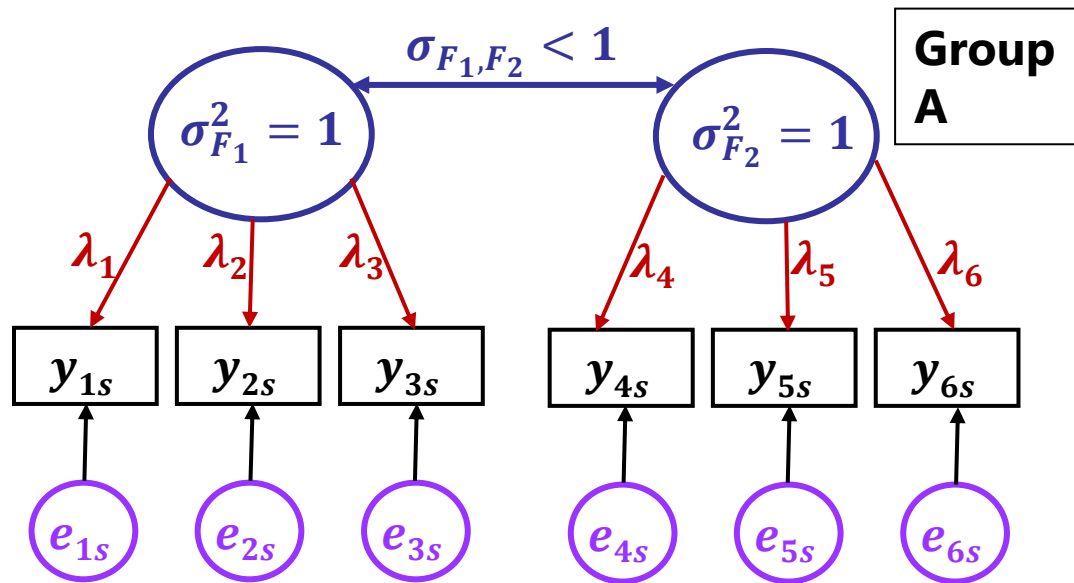 σ_{F₁,F₂} < 1
Group
A
σ²_{F₁} = 1
σ²_{F₂} = 1
λ₁ λ₂ λ₃ λ₄ λ₅ λ₆
y₁ₛ y₂ₛ y₃ₛ y₄ₛ y₅ₛ y₆ₛ
e₁ₛ e₂ₛ e₃ₛ e₄ₛ e₅ₛ e₆ₛ